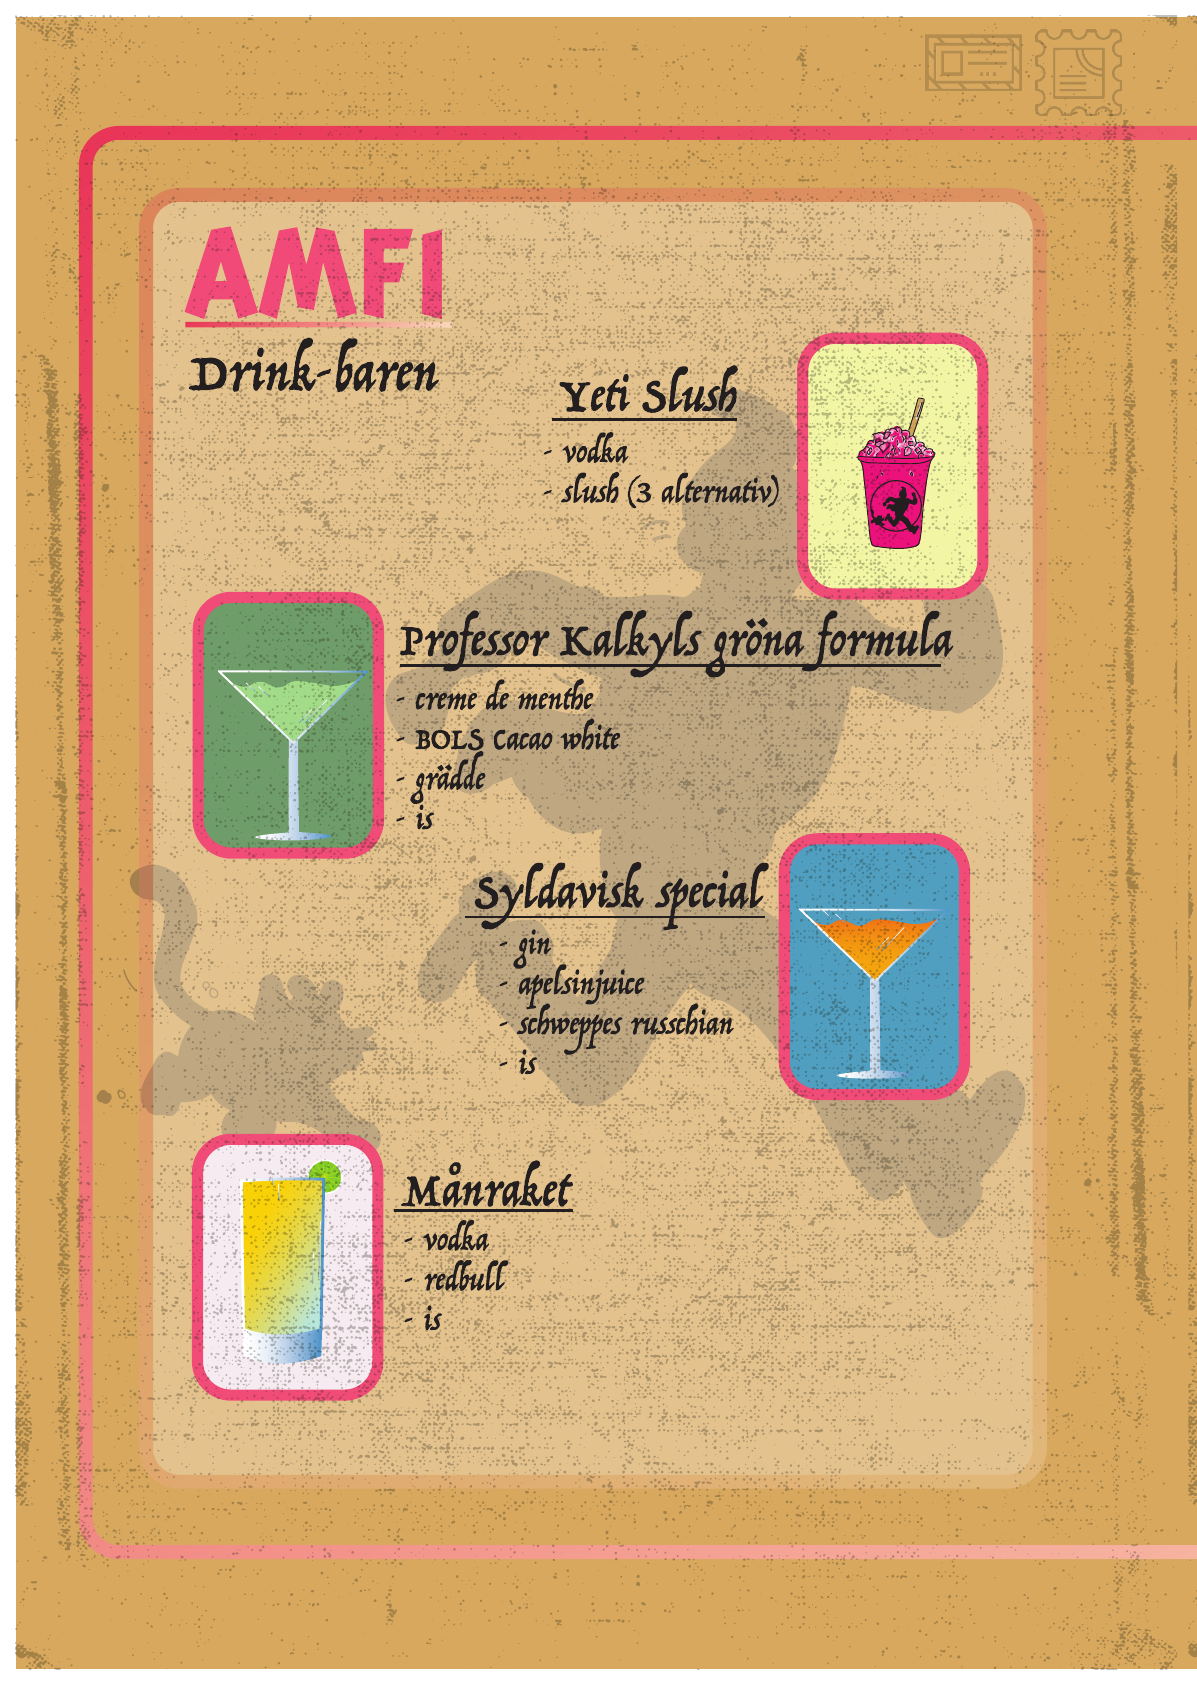 AMFI
Drink-baren
Yeti Slush
- vodka
- slush (3 alternativ)
Professor Kalkyls gröna formula
- creme de menthe
- BOLS Cacao white
- grädde
- is
Syldavisk special
- gin
- apelsinjuice
- schweppes russchian
- is
Månraket
- vodka
- redbull
- is